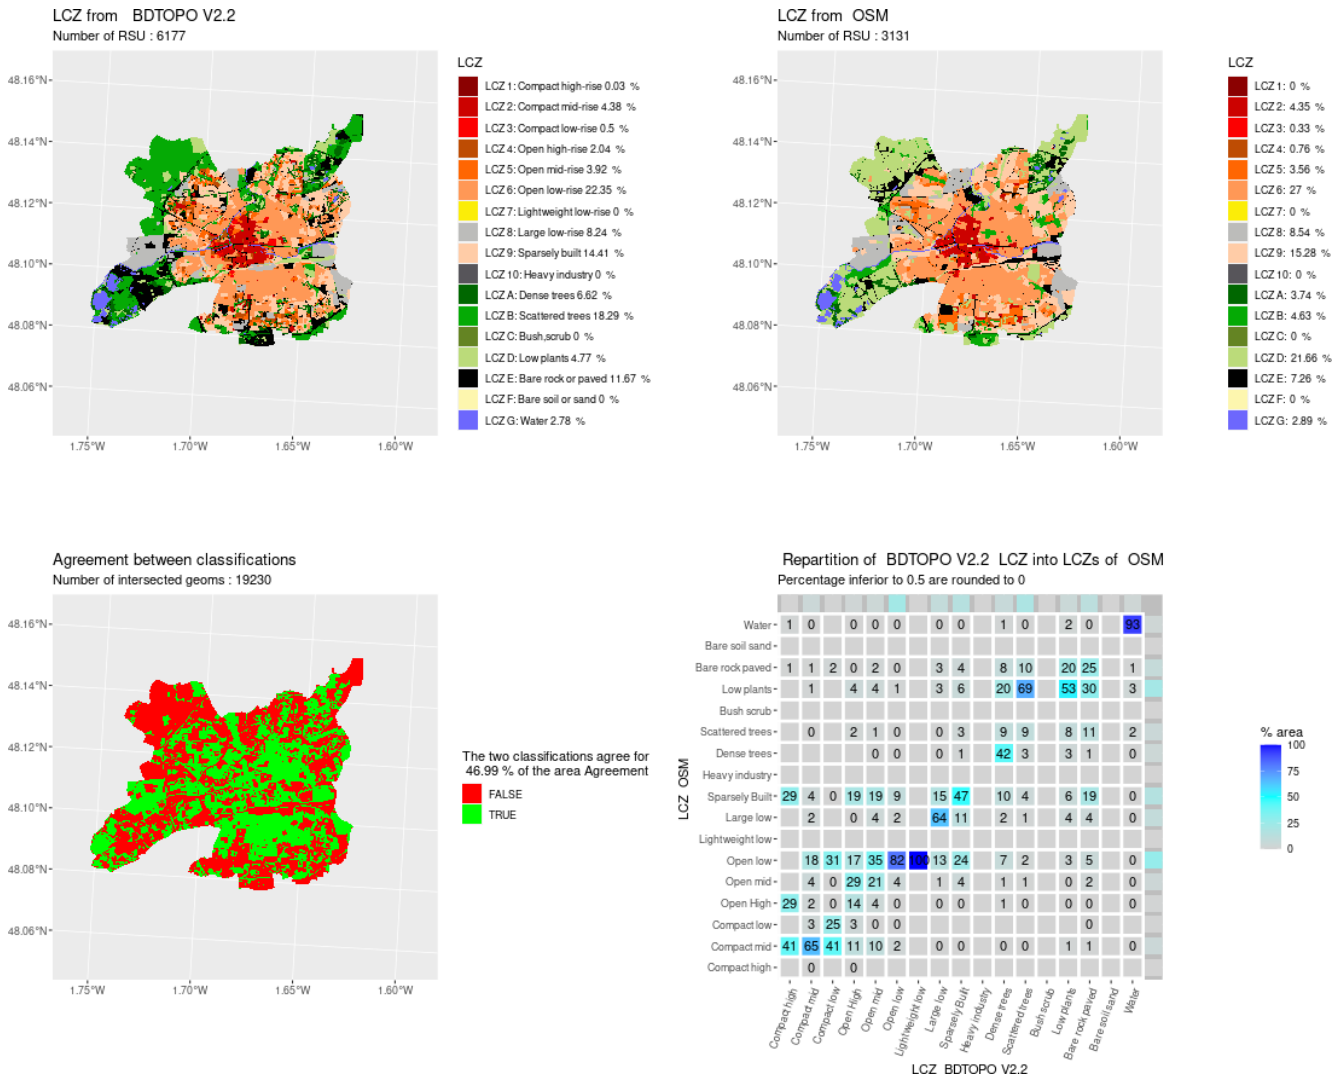 LCZ from BDTOPO V2.2
Number of RSU : 6177
48.16°N
48.14°N
48.12°N
48.10°N
48.08°N
48.06°N
1.75°W 1.70°W 1.65°W 1.60°W
LCZ
LCZ 1: Compact high-rise 0.03 %
LCZ 2: Compact mid-rise 4.38 %
LCZ 3: Compact low-rise 0.5 %
LCZ 4: Open high-rise 2.04 %
LCZ 5: Open mid-rise 3.92 %
LCZ 6: Open low-rise 22.35 %
LCZ 7: Lightweight low-rise 0 %
LCZ 8: Large low-rise 8.24 %
LCZ 9: Sparsely built 14.41 %
LCZ 10: Heavy industry 0 %
LCZ A: Dense trees 6.62 %
LCZ B: Scattered trees 18.29 %
LCZ C: Bush,scrub 0 %
LCZ D: Low plants 4.77 %
LCZ E: Bare rock or paved 11.67 %
LCZ F: Bare soil or sand 0 %
LCZ G: Water 2.78 %
LCZ from OSM
Number of RSU : 3131
48.16°N
48.14°N
48.12°N
48.10°N
48.08°N
48.06°N
1.75°W 1.70°W 1.65°W 1.60°W
LCZ
LCZ 1: 0 %
LCZ 2: 4.35 %
LCZ 3: 0.33 %
LCZ 4: 0.76 %
LCZ 5: 3.56 %
LCZ 6: 27 %
LCZ 7: 0 %
LCZ 8: 8.54 %
LCZ 9: 15.28 %
LCZ 10: 0 %
LCZ A: 3.74 %
LCZ B: 4.63 %
LCZ C: 0 %
LCZ D: 21.66 %
LCZ E: 7.26 %
LCZ F: 0 %
LCZ G: 2.89 %
Agreement between classifications
Number of intersected geoms : 19230
48.16°N
48.14°N
48.12°N
48.10°N
48.08°N
48.06°N
1.75°W 1.70°W 1.65°W 1.60°W
The two classifications agree for
46.99 % of the area Agreement
FALSE
TRUE
Repartition of BDTOPO V2.2 LCZ into LCZs of OSM
Percentage inferior to 0.5 are rounded to 0
LCZ OSM
Water 1 0 0 0 0 0 0 1 0 2 0 93
Bare soil sand
Bare rock paved 1 1 2 0 2 0 3 4 8 10 20 25 1
Low plants 1 4 4 1 3 6 20 69 53 30 3
Bush scrub
Scattered trees 0 2 1 0 0 3 9 9 8 11 2
Dense trees 0 0 0 1 42 3 3 1 0
Heavy industry
Sparsely Built 29 4 0 19 19 9 15 47 10 4 6 19 0
Large low 2 0 4 2 64 11 2 1 4 4 0
Lightweight low
Open low 18 31 17 35 82 100 13 24 7 2 3 5 0
Open mid 4 0 29 21 4 1 4 1 1 0 2
Open High 29 2 0 14 4 0 0 0 1 0 0 0 0
Compact low 3 25 3 0 0 0
Compact mid 41 65 41 11 10 2 0 0 0 0 1 1 0
Compact high 0 0
Compact high
Compact mid
Compact low
Open High
Open mid
Open low
Lightweight low
Large low
Sparsely Built
Heavy industry
Dense trees
Scattered trees
Bush scrub
Low plants
Bare rock paved
Bare soil sand
Water
LCZ BDTOPO V2.2
% area
100
75
50
25
0